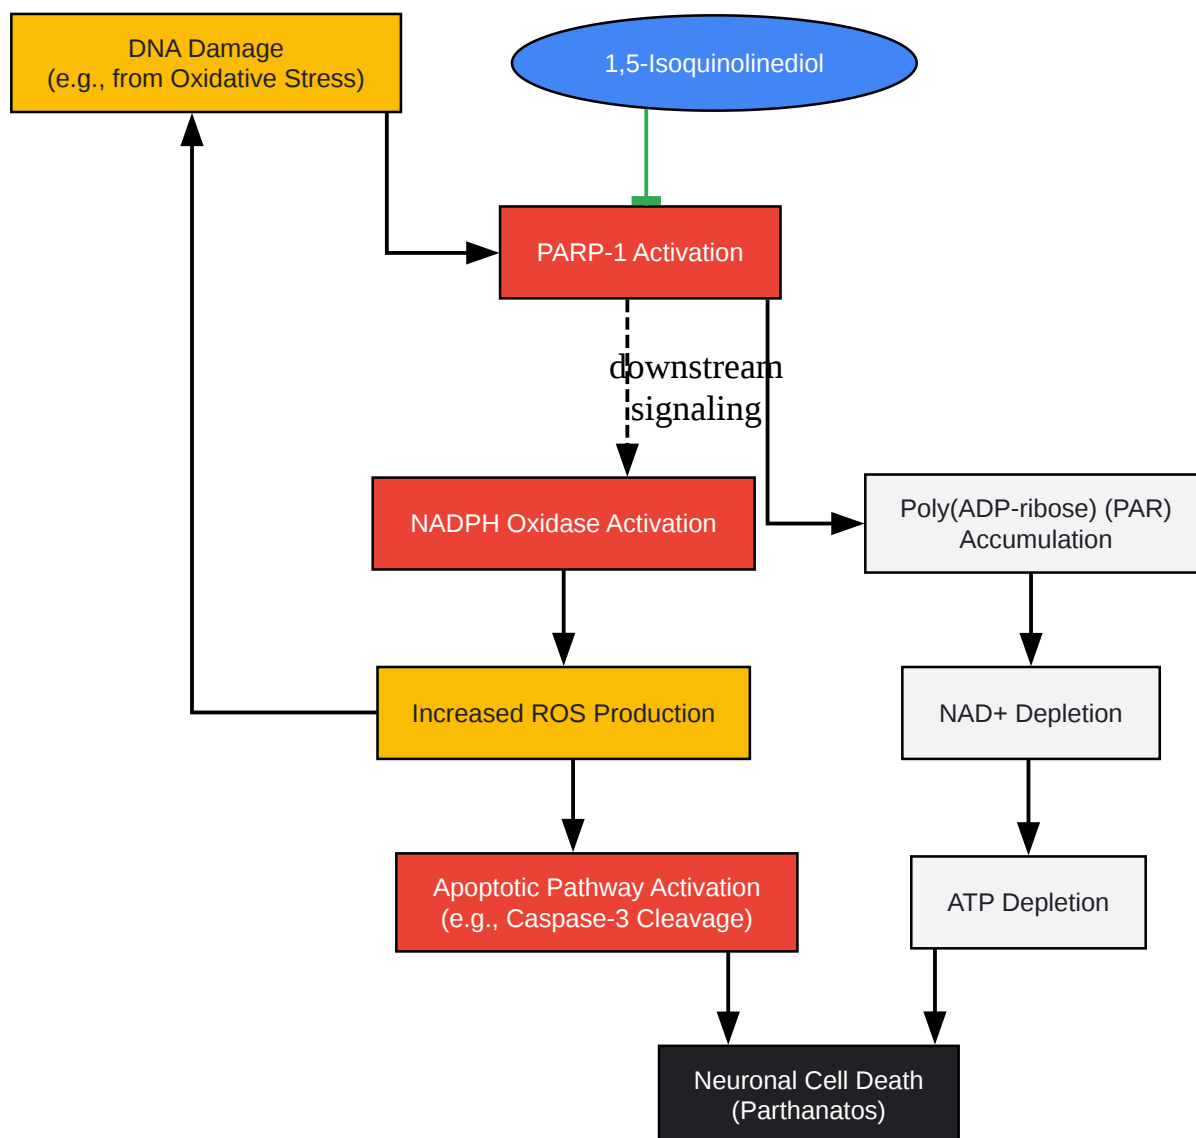 DNA Damage
(e.g., from Oxidative Stress)
1,5-Isoquinolinediol
PARP-1 Activation
downstream
signaling
NADPH Oxidase Activation
Poly(ADP-ribose) (PAR)
Accumulation
Increased ROS Production
NAD+ Depletion
Apoptotic Pathway Activation
(e.g., Caspase-3 Cleavage)
ATP Depletion
Neuronal Cell Death
(Parthanatos)